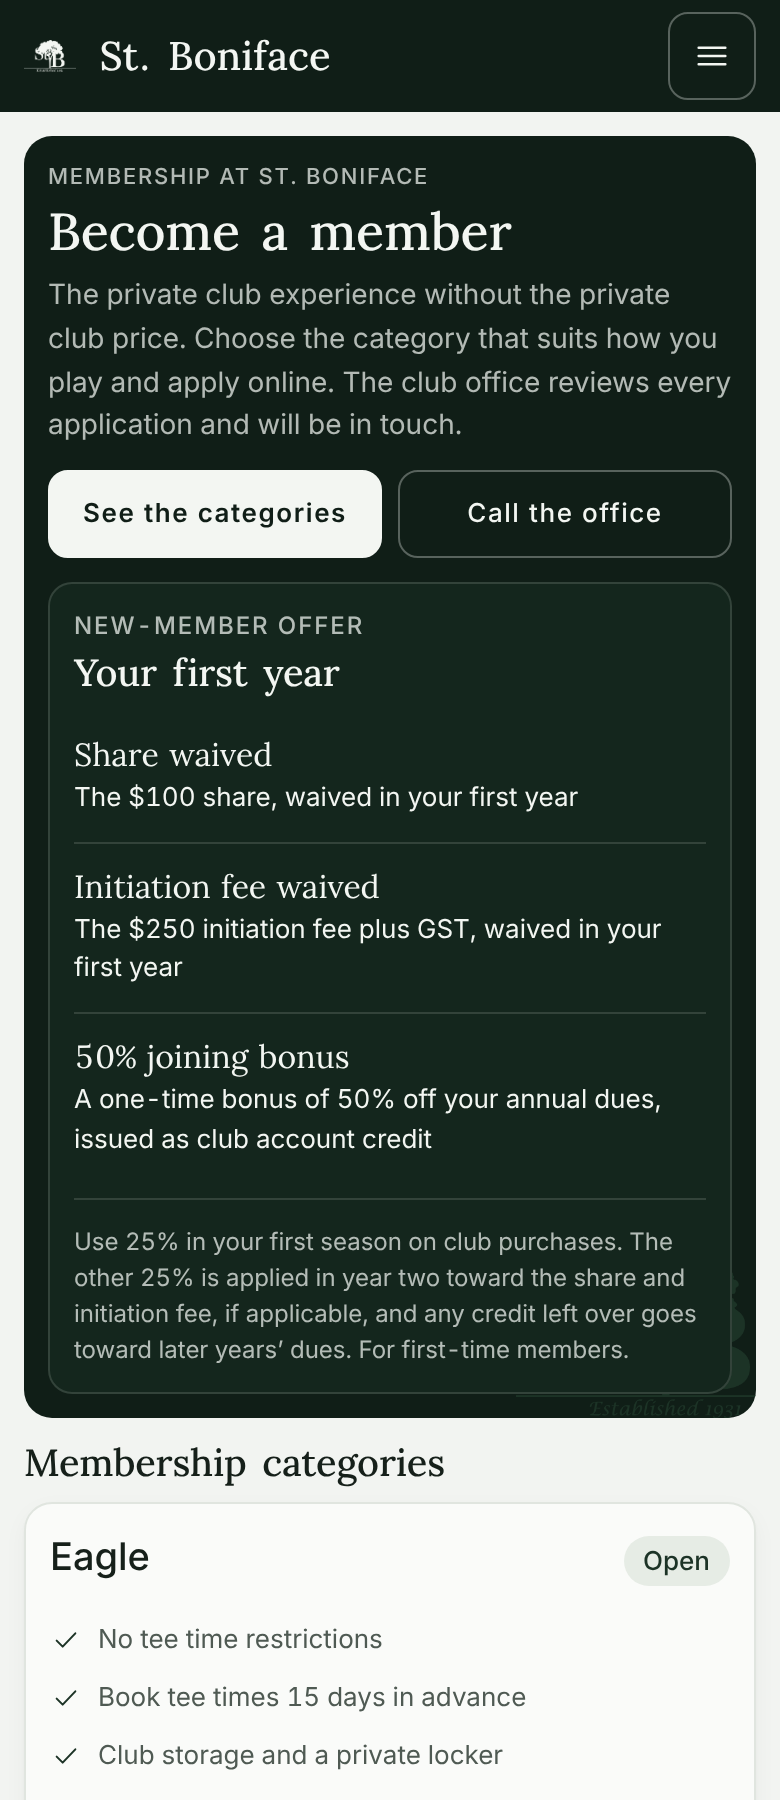 St. Boniface
MEMBERSHIP AT ST. BONIFACE
Become a member
The private club experience without the private
club price. Choose the category that suits how you
play and apply online. The club office reviews every
application and will be in touch.
See the categories
Call the office
NEW-MEMBER OFFER
Your first year
Share waived
The $100 share, waived in your first year
Initiation fee waived
The $250 initiation fee plus GST, waived in your
first year
50% joining bonus
A one-time bonus of 50% off your annual dues,
issued as club account credit
Use 25% in your first season on club purchases. The
other 25% is applied in year two toward the share and
initiation fee, if applicable, and any credit left over goes
toward later years’ dues. For first-time members.
Established 1931
Membership categories
Eagle
Open
No tee time restrictions
Book tee times 15 days in advance
Club storage and a private locker